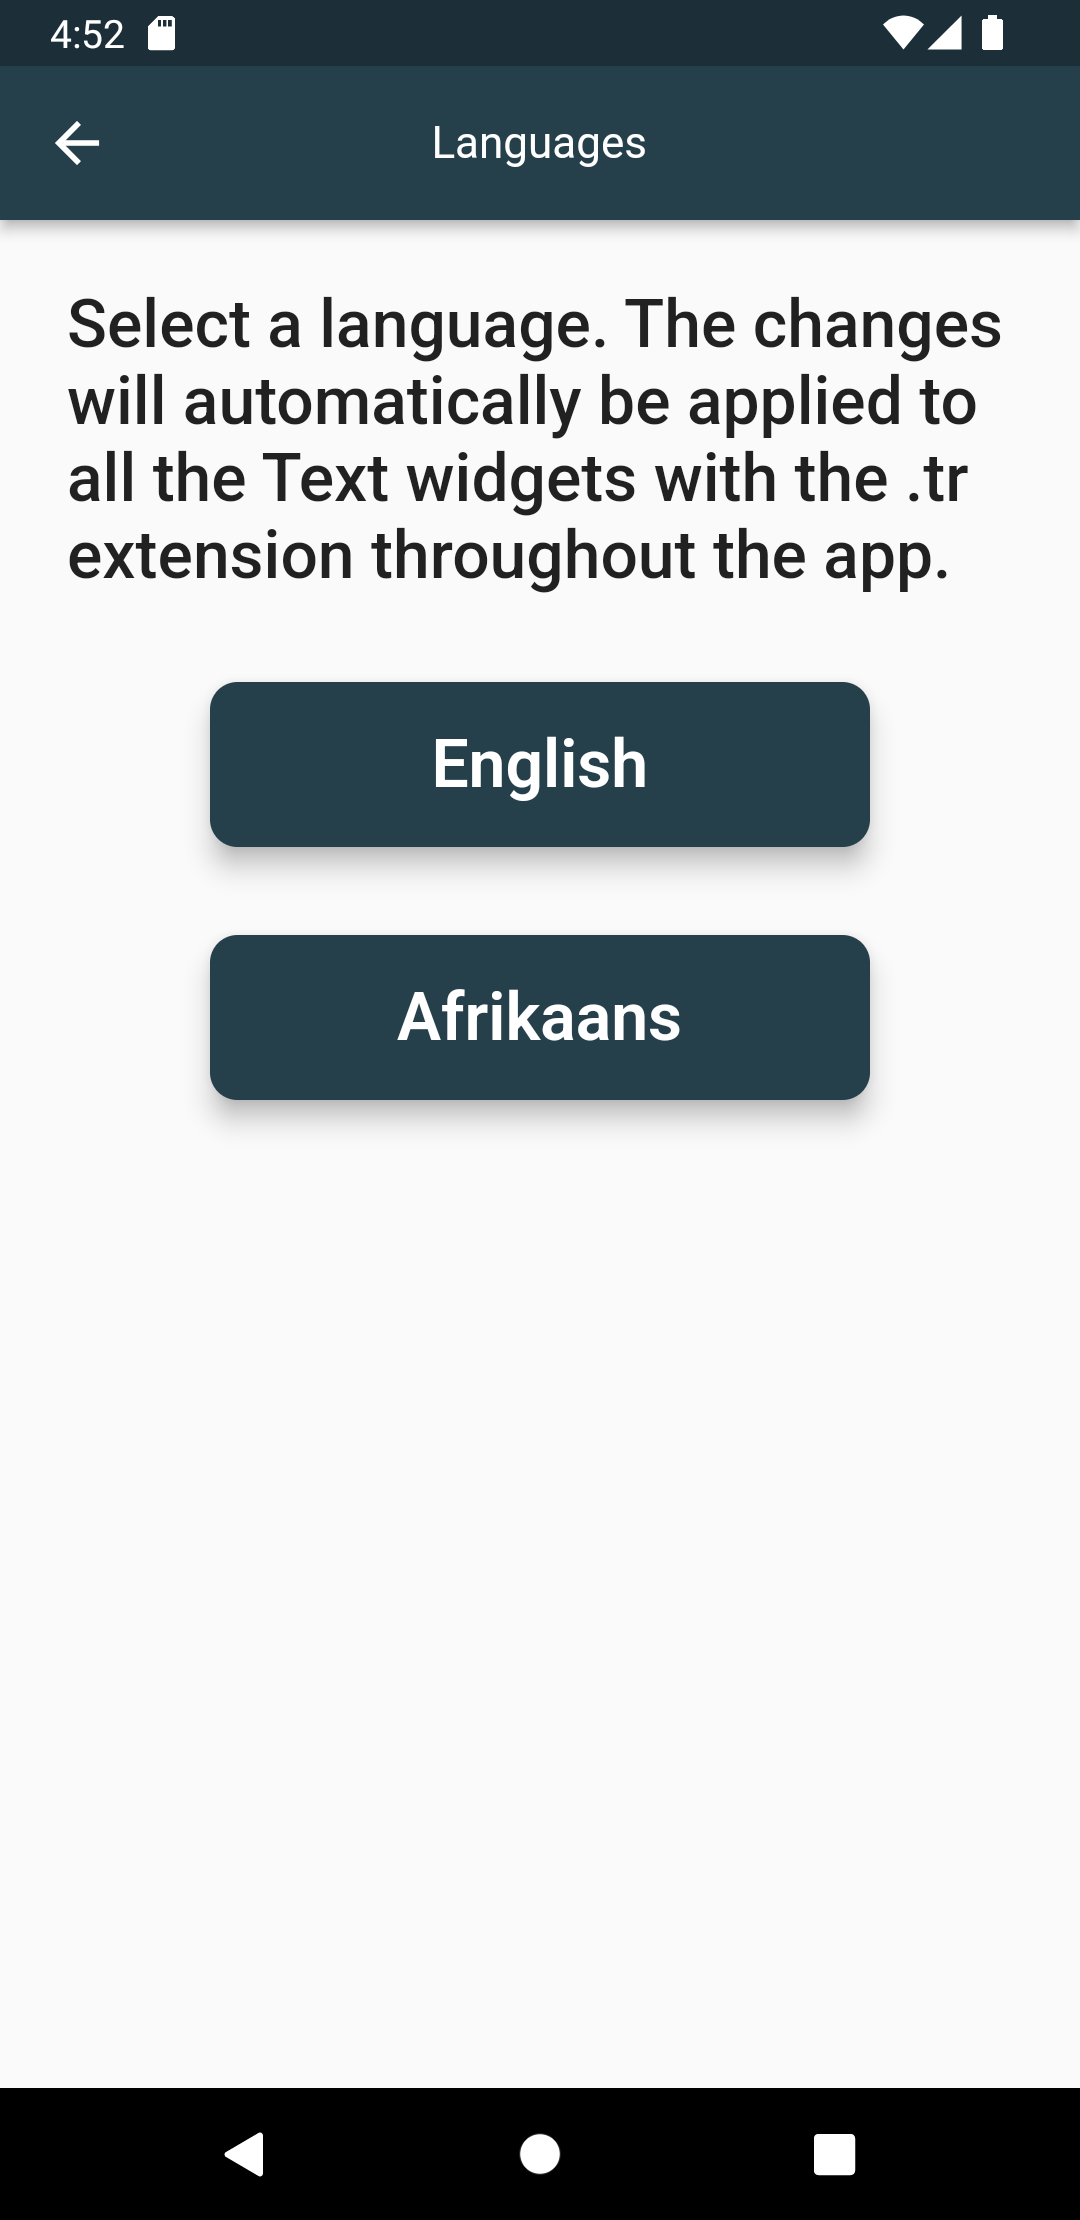 4:52
Languages
Select a language. The changes
will automatically be applied to
all the Text widgets with the .tr
extension throughout the app.
English
Afrikaans